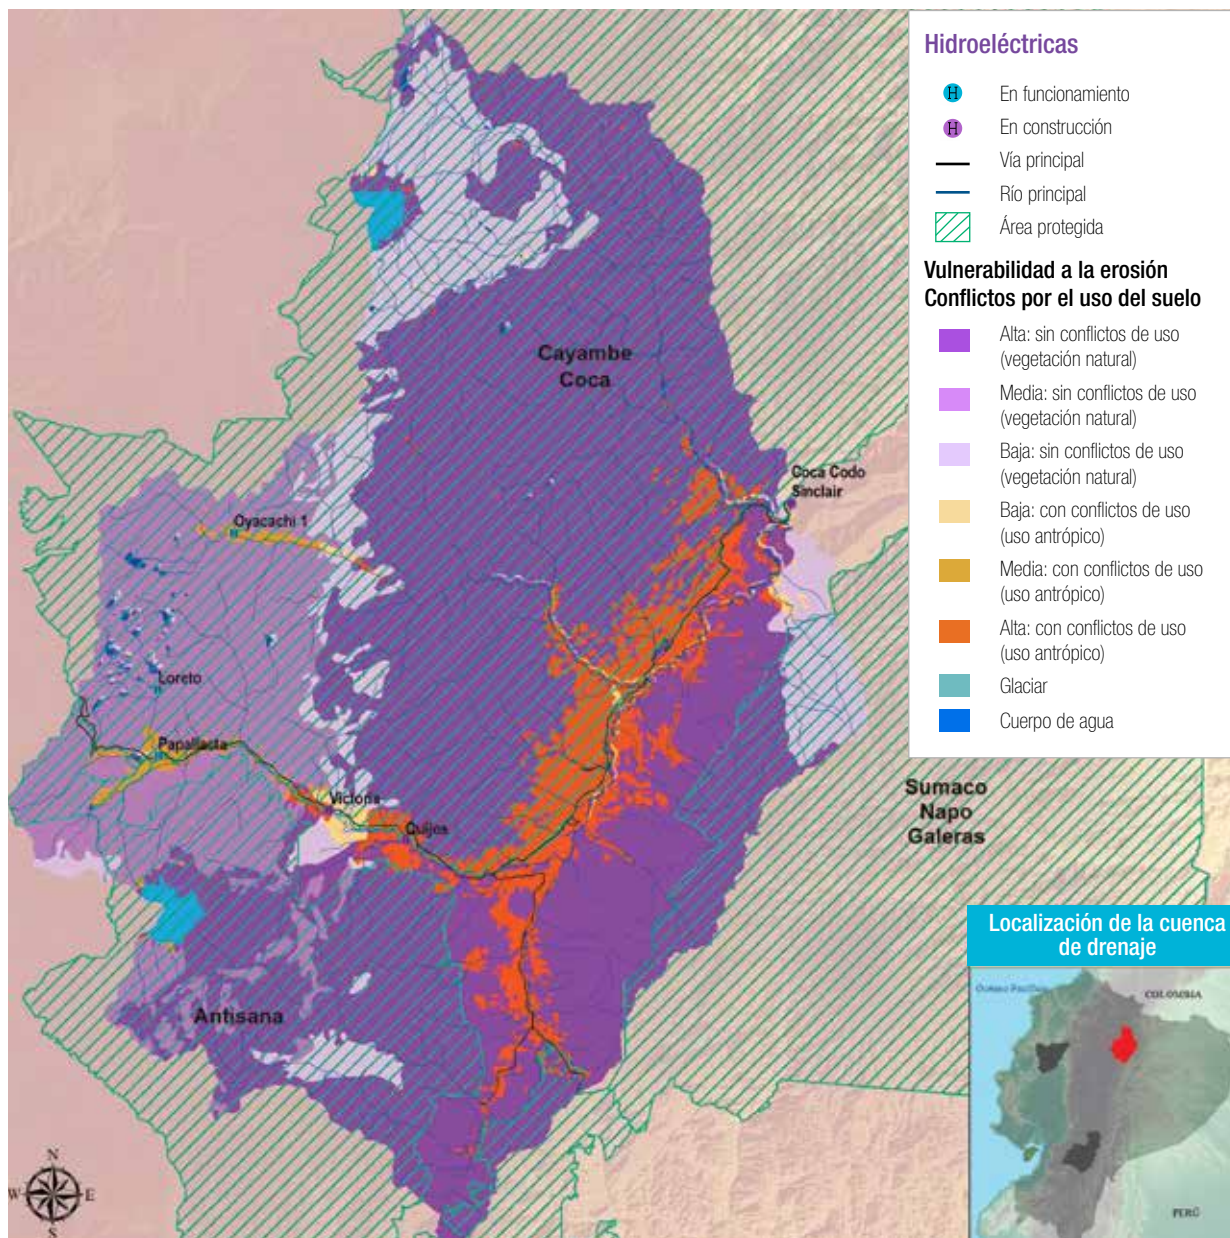 Hidroeléctricas
H
En funcionamiento
H
En construcción
Vía principal
Río principal
Área protegida
Vulnerabilidad a la erosión
Conflictos por el uso del suelo
Alta: sin conflictos de uso
(vegetación natural)
Media: sin conflictos de uso
(vegetación natural)
Baja: sin conflictos de uso
(vegetación natural)
Baja: con conflictos de uso
(uso antrópico)
Media: con conflictos de uso
(uso antrópico)
Alta: con conflictos de uso
(uso antrópico)
Glaciar
Cuerpo de agua
Cayambe
Coca
Coca Codo
Sinclair
Oyacachi 1
Loreto
Papallacta
Victoria
Quijos
Sumaco
Napo
Galeras
Antisana
Localización de la cuenca
de drenaje
Océano Pacífico
COLOMBIA
PERÚ
N
W
E
S